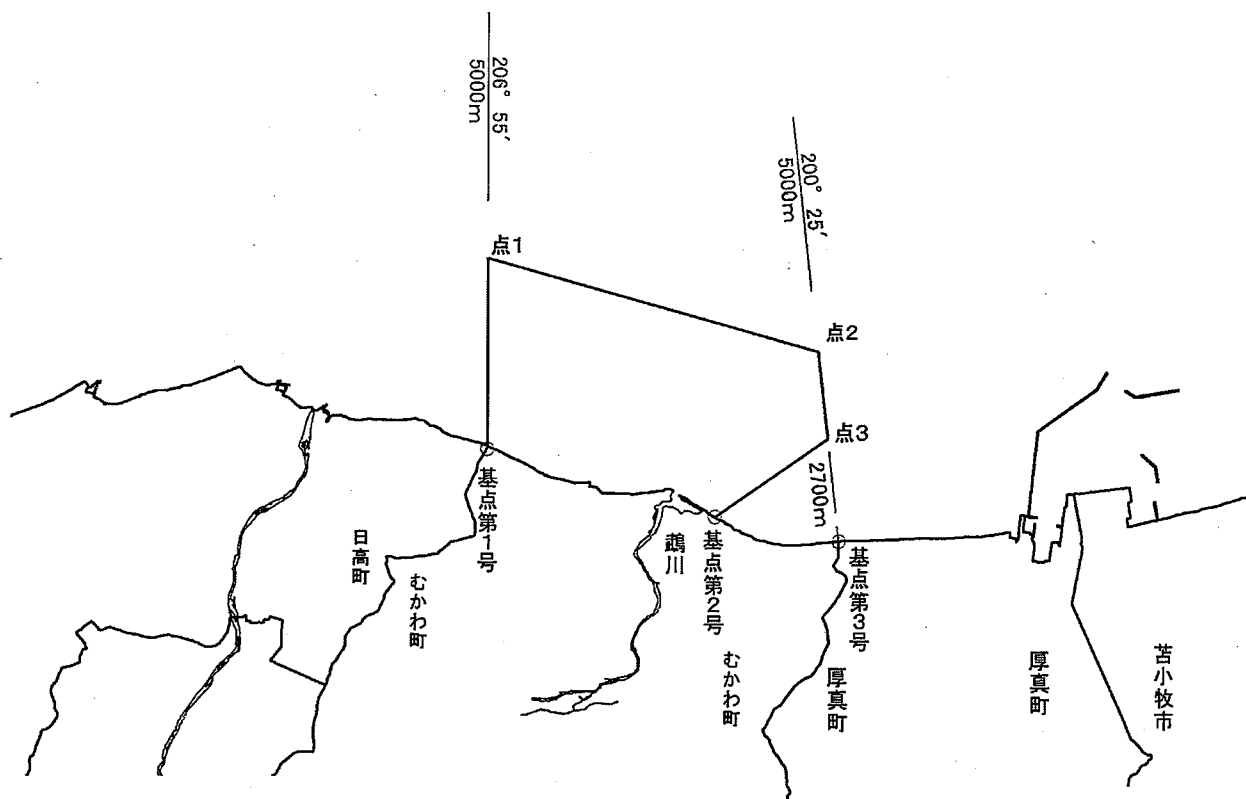 206° 55′
5000m
200° 25′
5000m
点1
点2
点3
2700m
基点第1号
日高町
むかわ町
鵡川
基点第2号
むかわ町
基点第3号
厚真町
厚真町
苫小牧市